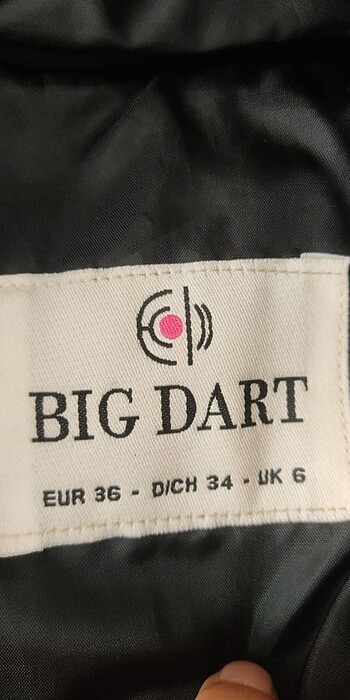 BIG DART
EUR 36 - D/CH 34 - UK 6